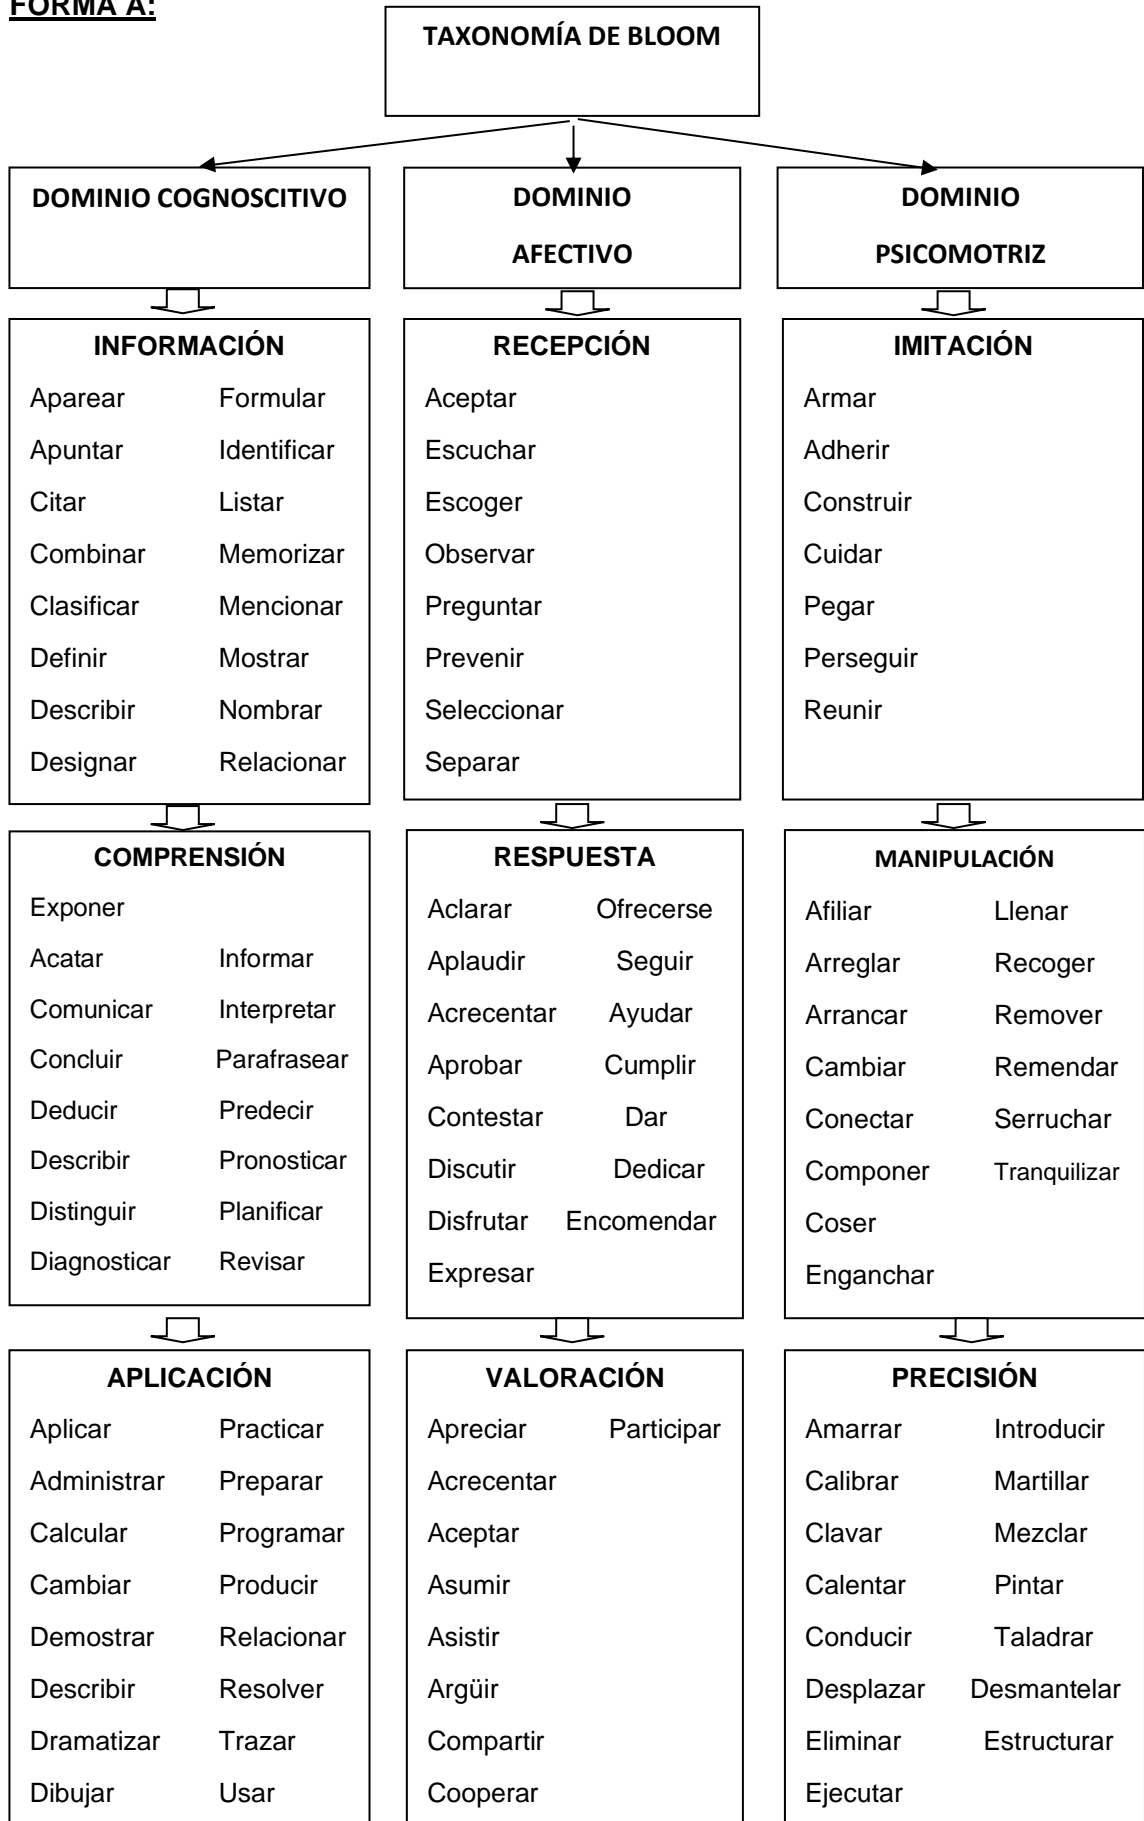 FORMA A:
TAXONOMÍA DE BLOOM
DOMINIO COGNOSCITIVO
DOMINIO
AFECTIVO
DOMINIO
PSICOMOTRIZ
INFORMACIÓN
Aparear Formular
Apuntar Identificar
Citar Listar
Combinar Memorizar
Clasificar Mencionar
Definir Mostrar
Describir Nombrar
Designar Relacionar
RECEPCIÓN
Aceptar
Escuchar
Escoger
Observar
Preguntar
Prevenir
Seleccionar
Separar
IMITACIÓN
Armar
Adherir
Construir
Cuidar
Pegar
Perseguir
Reunir
COMPRENSIÓN
Exponer
Acatar Informar
Comunicar Interpretar
Concluir Parafrasear
Deducir Predecir
Describir Pronosticar
Distinguir Planificar
Diagnosticar Revisar
RESPUESTA
Aclarar Ofrecerse
Aplaudir Seguir
Acrecentar Ayudar
Aprobar Cumplir
Contestar Dar
Discutir Dedicar
Disfrutar Encomendar
Expresar
MANIPULACIÓN
Afiliar Llenar
Arreglar Recoger
Arrancar Remover
Cambiar Remendar
Conectar Serruchar
Componer Tranquilizar
Coser
Enganchar
APLICACIÓN
Aplicar Practicar
Administrar Preparar
Calcular Programar
Cambiar Producir
Demostrar Relacionar
Describir Resolver
Dramatizar Trazar
Dibujar Usar
VALORACIÓN
Apreciar Participar
Acrecentar
Aceptar
Asumir
Asistir
Argüir
Compartir
Cooperar
PRECISIÓN
Amarrar Introducir
Calibrar Martillar
Clavar Mezclar
Calentar Pintar
Conducir Taladrar
Desplazar Desmantelar
Eliminar Estructurar
Ejecutar